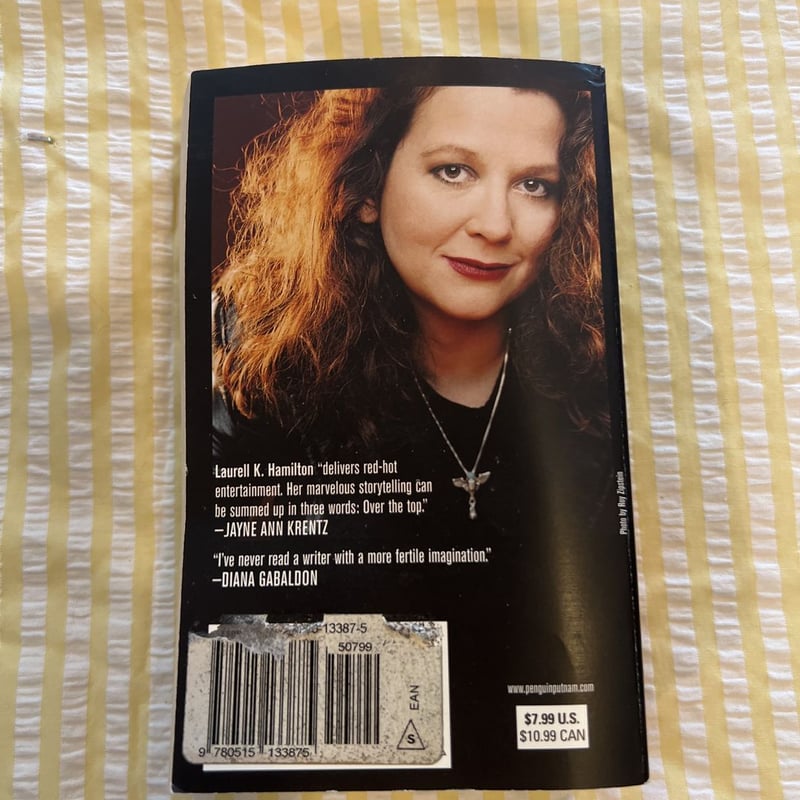 Laurell K. Hamilton “delivers red-hot
entertainment. Her marvelous storytelling can
be summed up in three words: Over the top.”
—JAYNE ANN KRENTZ
“I’ve never read a writer with a more fertile imagination.”
—DIANA GABALDON
Photo by Roy Zipstein
-13387-5
50799
EAN
S
9 780515 133875
www.penguinputnam.com
$7.99 U.S.
$10.99 CAN